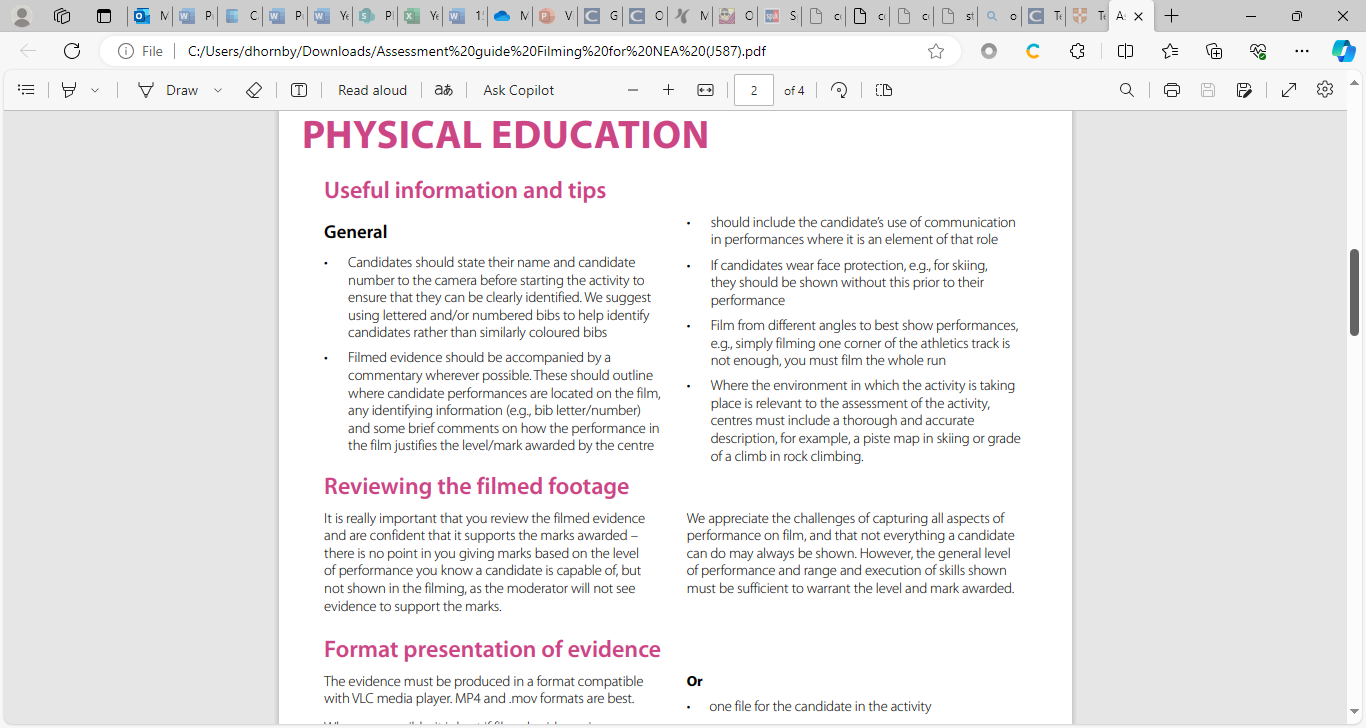 M
P
C
P
Y
P
Y
1
M
V
G
C
M
O
S
c
c
c
s
o
T
T
A
File
C:/Users/dhornby/Downloads/Assessment%20guide%20Filming%20for%20NEA%20(J587).pdf
Draw
Read aloud
Ask Copilot
2
of 4
PHYSICAL EDUCATION
Useful information and tips
General
• Candidates should state their name and candidate
number to the camera before starting the activity to
ensure that they can be clearly identified. We suggest
using lettered and/or numbered bibs to help identify
candidates rather than similarly coloured bibs
• Filmed evidence should be accompanied by a
commentary wherever possible. These should outline
where candidate performances are located on the film,
any identifying information (e.g., bib letter/number)
and some brief comments on how the performance in
the film justifies the level/mark awarded by the centre
• should include the candidate's use of communication
in performances where it is an element of that role
• If candidates wear face protection, e.g., for skiing,
they should be shown without this prior to their
performance
• Film from different angles to best show performances,
e.g., simply filming one corner of the athletics track is
not enough, you must film the whole run
• Where the environment in which the activity is taking
place is relevant to the assessment of the activity,
centres must include a thorough and accurate
description, for example, a piste map in skiing or grade
of a climb in rock climbing.
Reviewing the filmed footage
It is really important that you review the filmed evidence
and are confident that it supports the marks awarded –
there is no point in you giving marks based on the level
of performance you know a candidate is capable of, but
not shown in the filming, as the moderator will not see
evidence to support the marks.
We appreciate the challenges of capturing all aspects of
performance on film, and that not everything a candidate
can do may always be shown. However, the general level
of performance and range and execution of skills shown
must be sufficient to warrant the level and mark awarded.
Format presentation of evidence
The evidence must be produced in a format compatible
with VLC media player. MP4 and .mov formats are best.
Or
• one file for the candidate in the activity